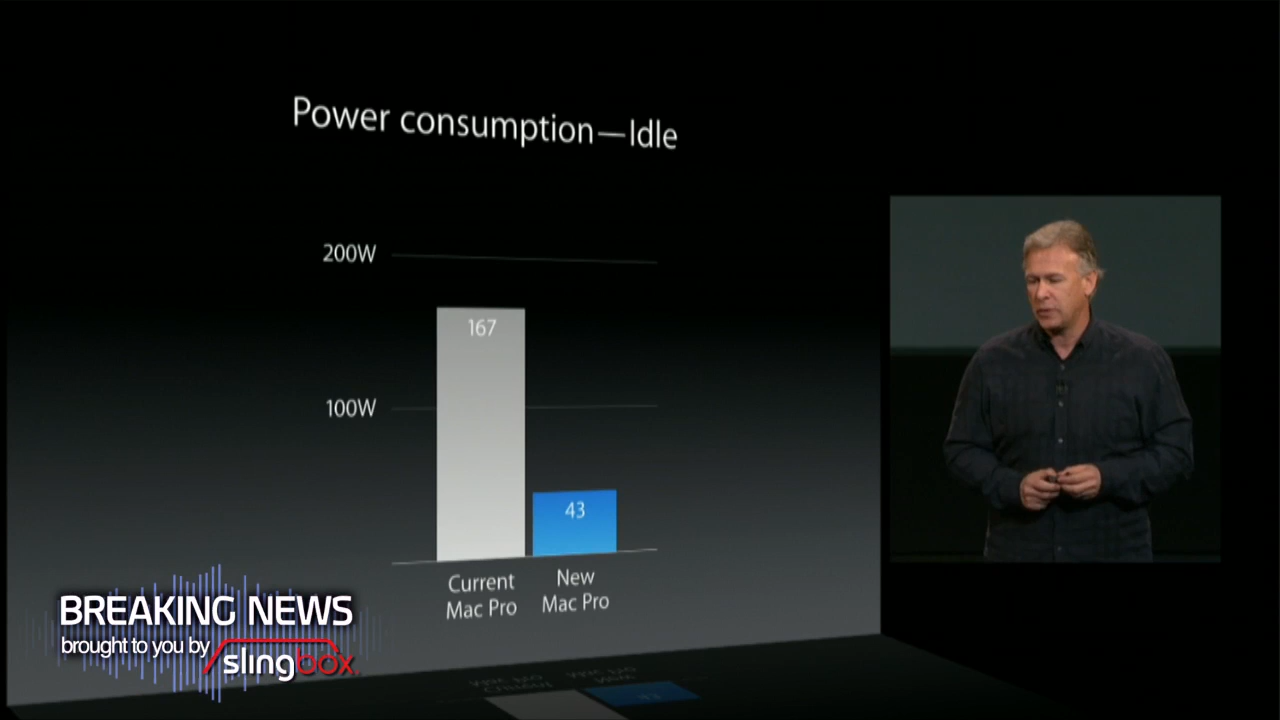 Power consumption—Idle
200W
167
100W
43
Current
Mac Pro
New
Mac Pro
BREAKING NEWS
brought to you by
slingbox